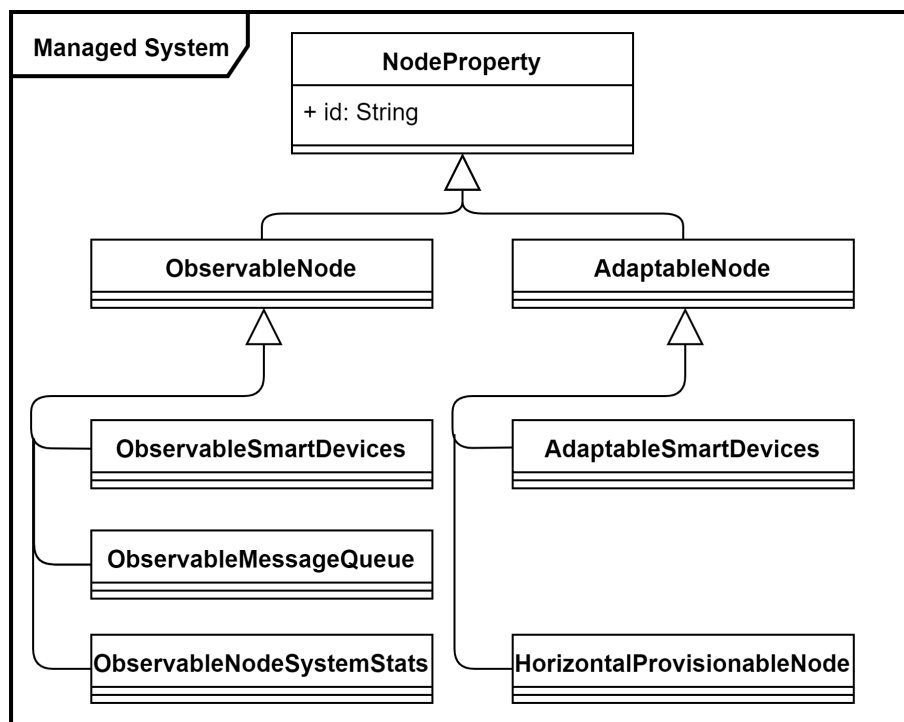 Managed System
NodeProperty
+ id: String
ObservableNode
AdaptableNode
ObservableSmartDevices
AdaptableSmartDevices
ObservableMessageQueue
ObservableNodeSystemStats
HorizontalProvisionableNode